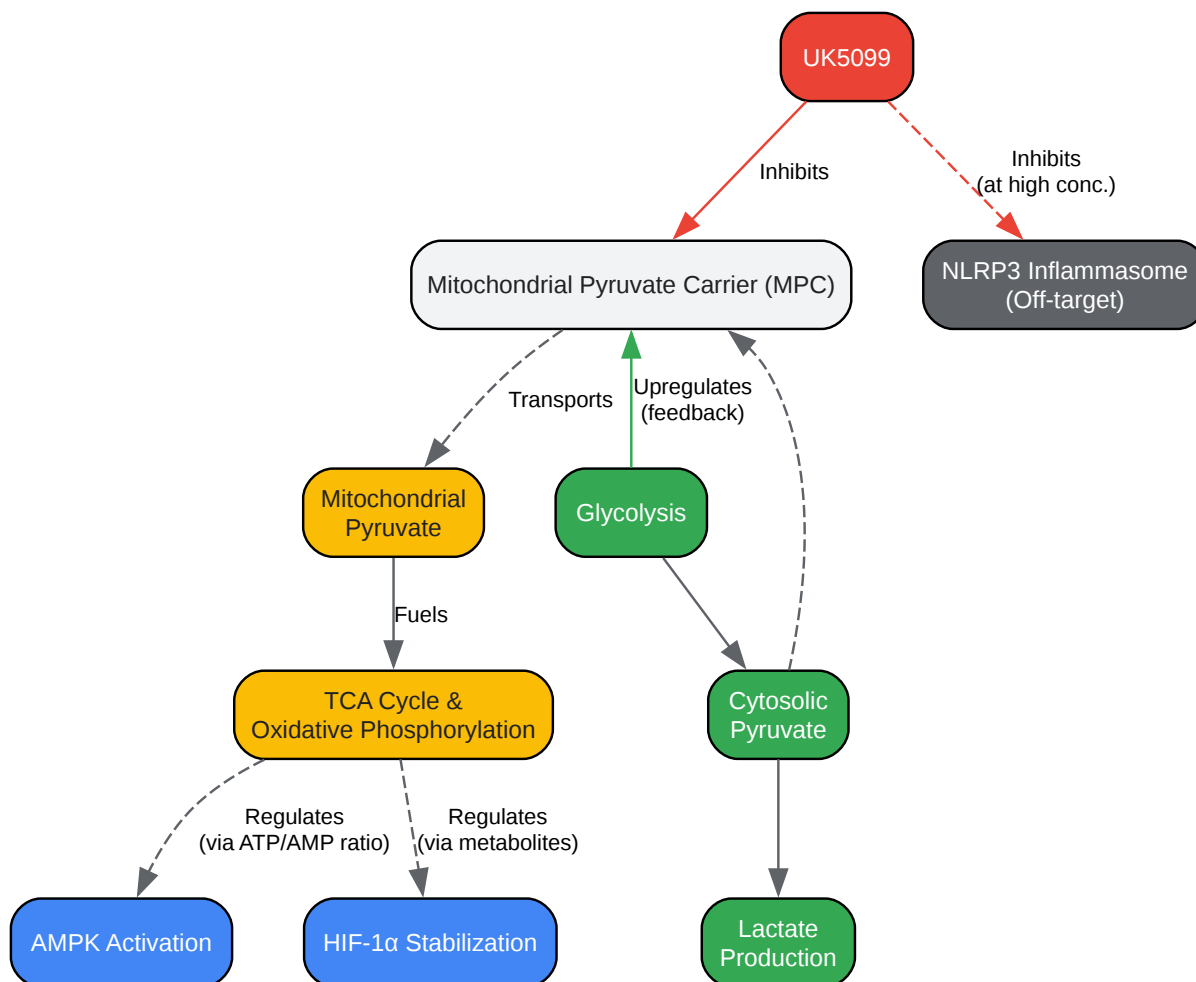 UK5099
Inhibits
Inhibits
(at high conc.)
Mitochondrial Pyruvate Carrier (MPC)
NLRP3 Inflammasome
(Off-target)
Transports
Upregulates
(feedback)
Mitochondrial
Pyruvate
Glycolysis
Fuels
TCA Cycle &
Oxidative Phosphorylation
Cytosolic
Pyruvate
Regulates
(via ATP/AMP ratio)
Regulates
(via metabolites)
AMPK Activation
HIF-1α Stabilization
Lactate
Production